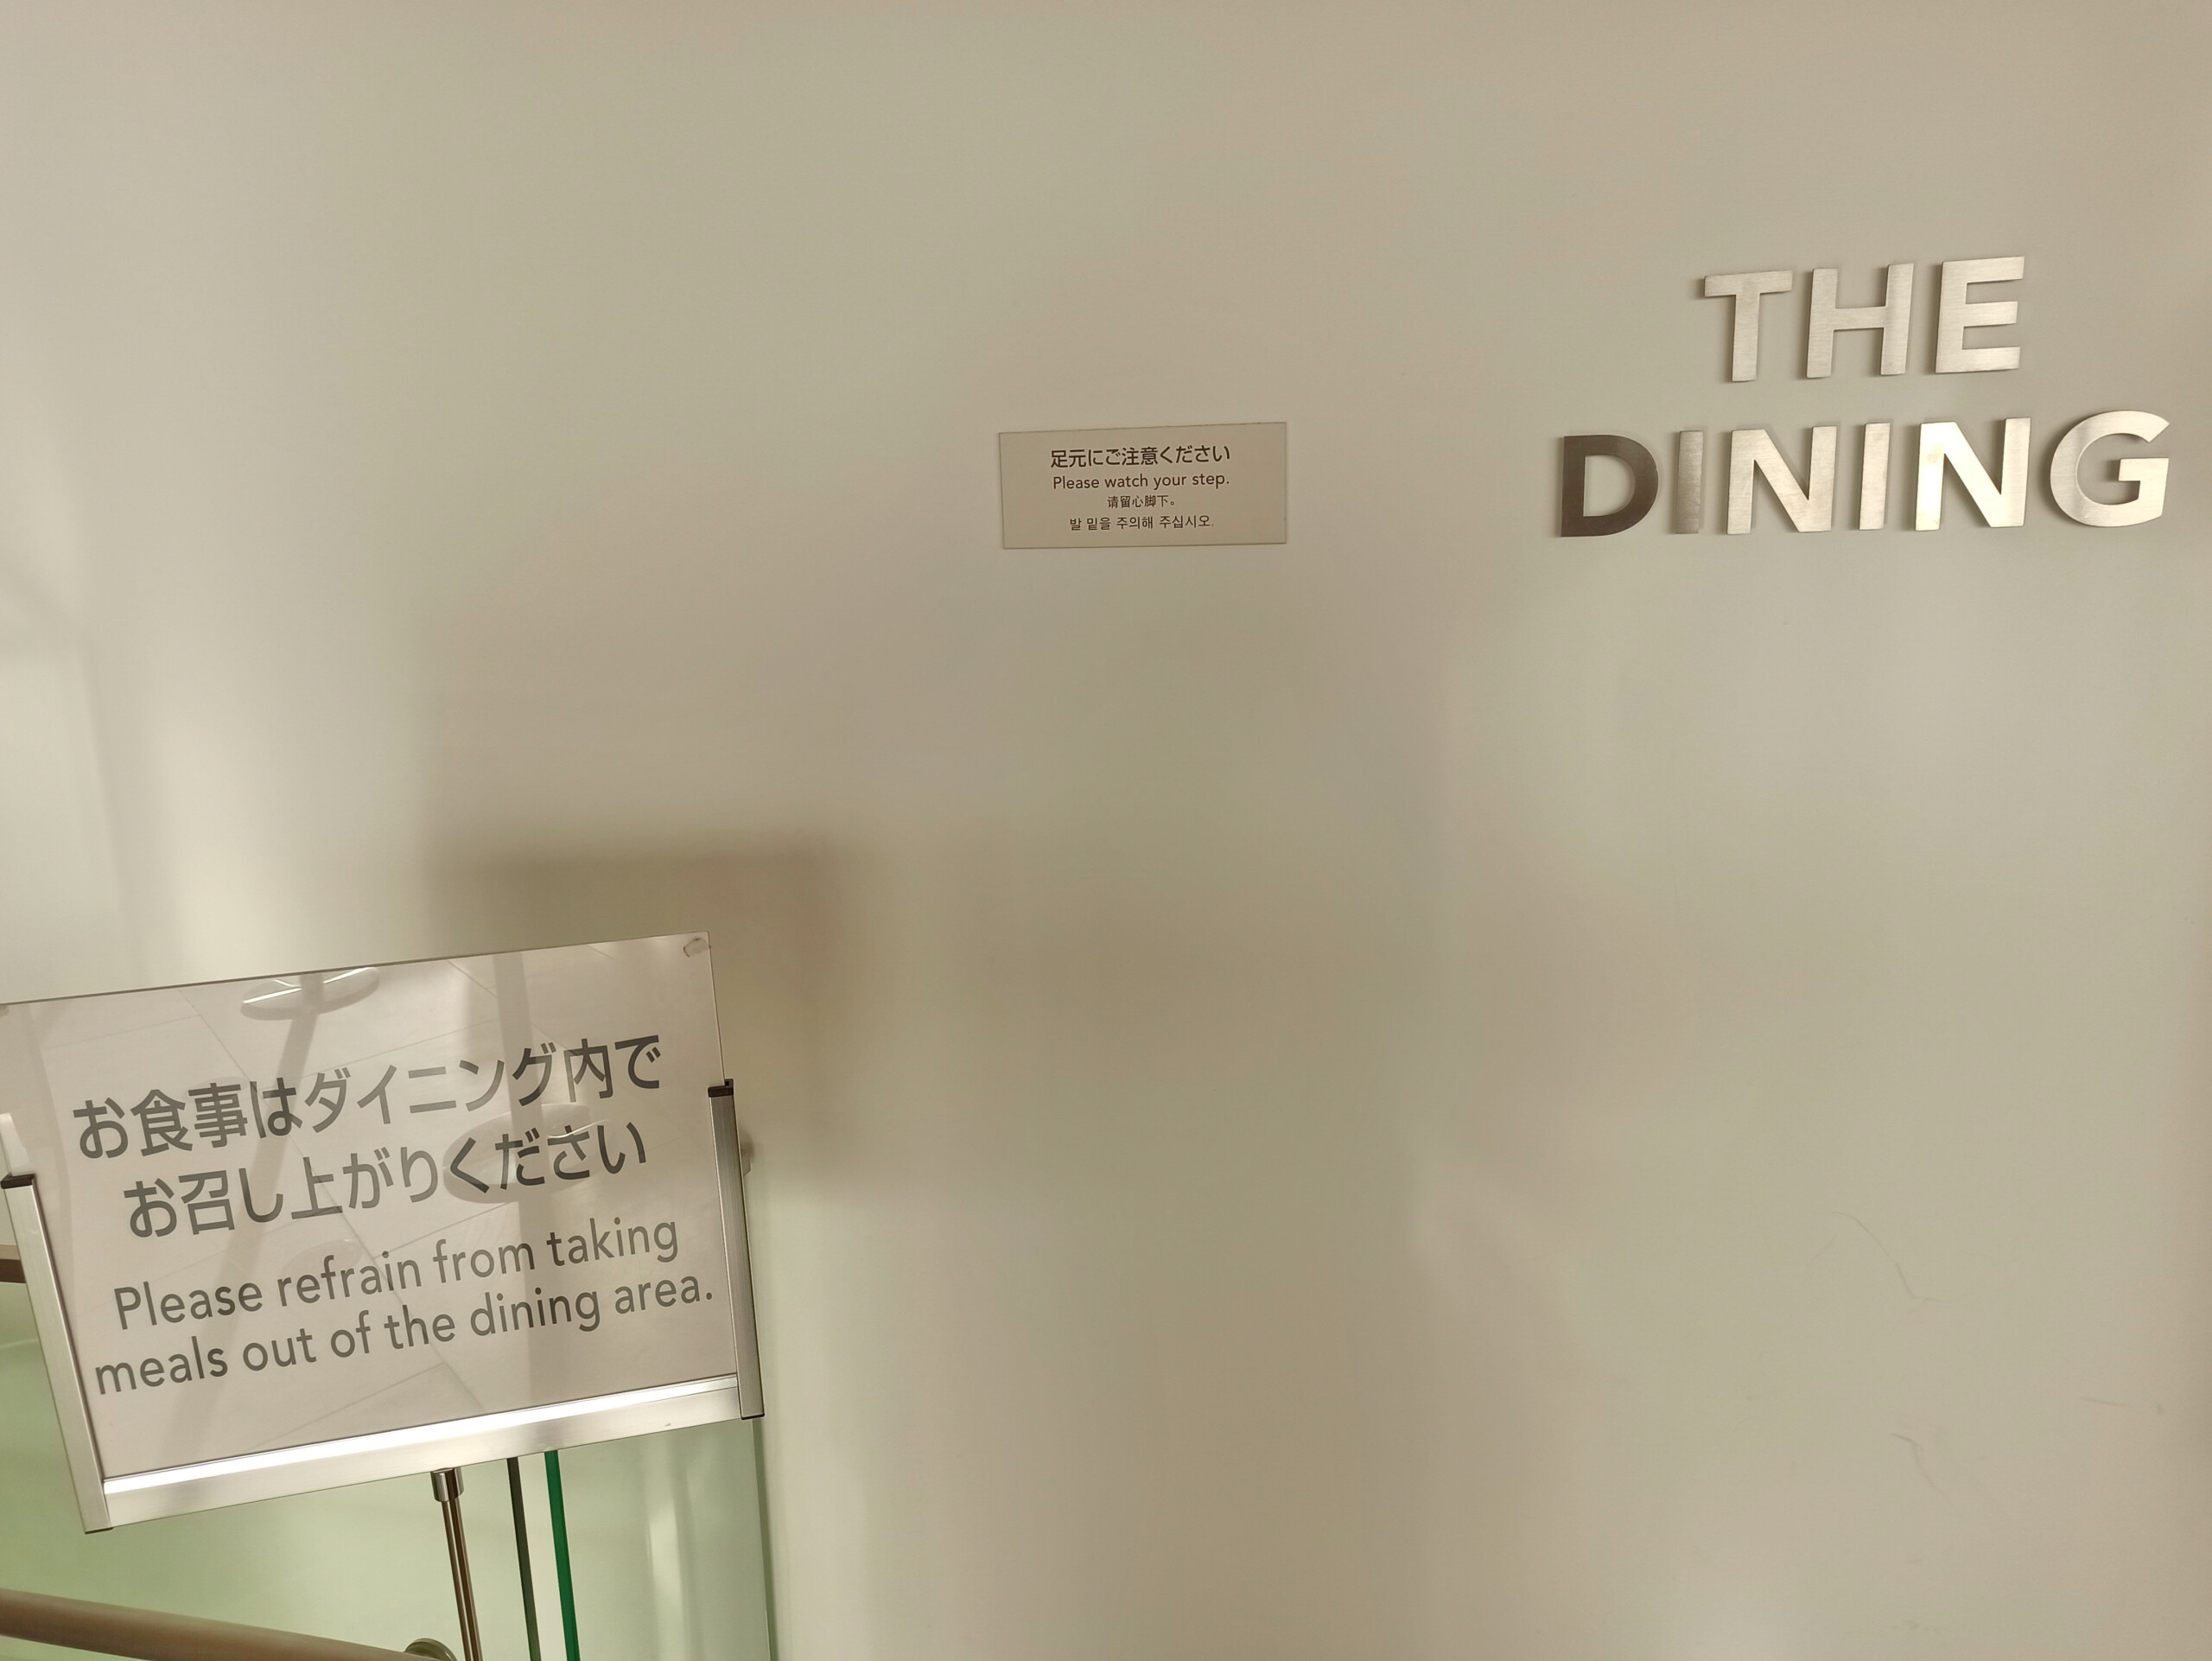 THE
DINING
足元にご注意ください
Please watch your step.
请留心脚下。
발 밑을 주의해 주십시오.
お食事はダイニング内で
お召し上がりください
Please refrain from taking
meals out of the dining area.